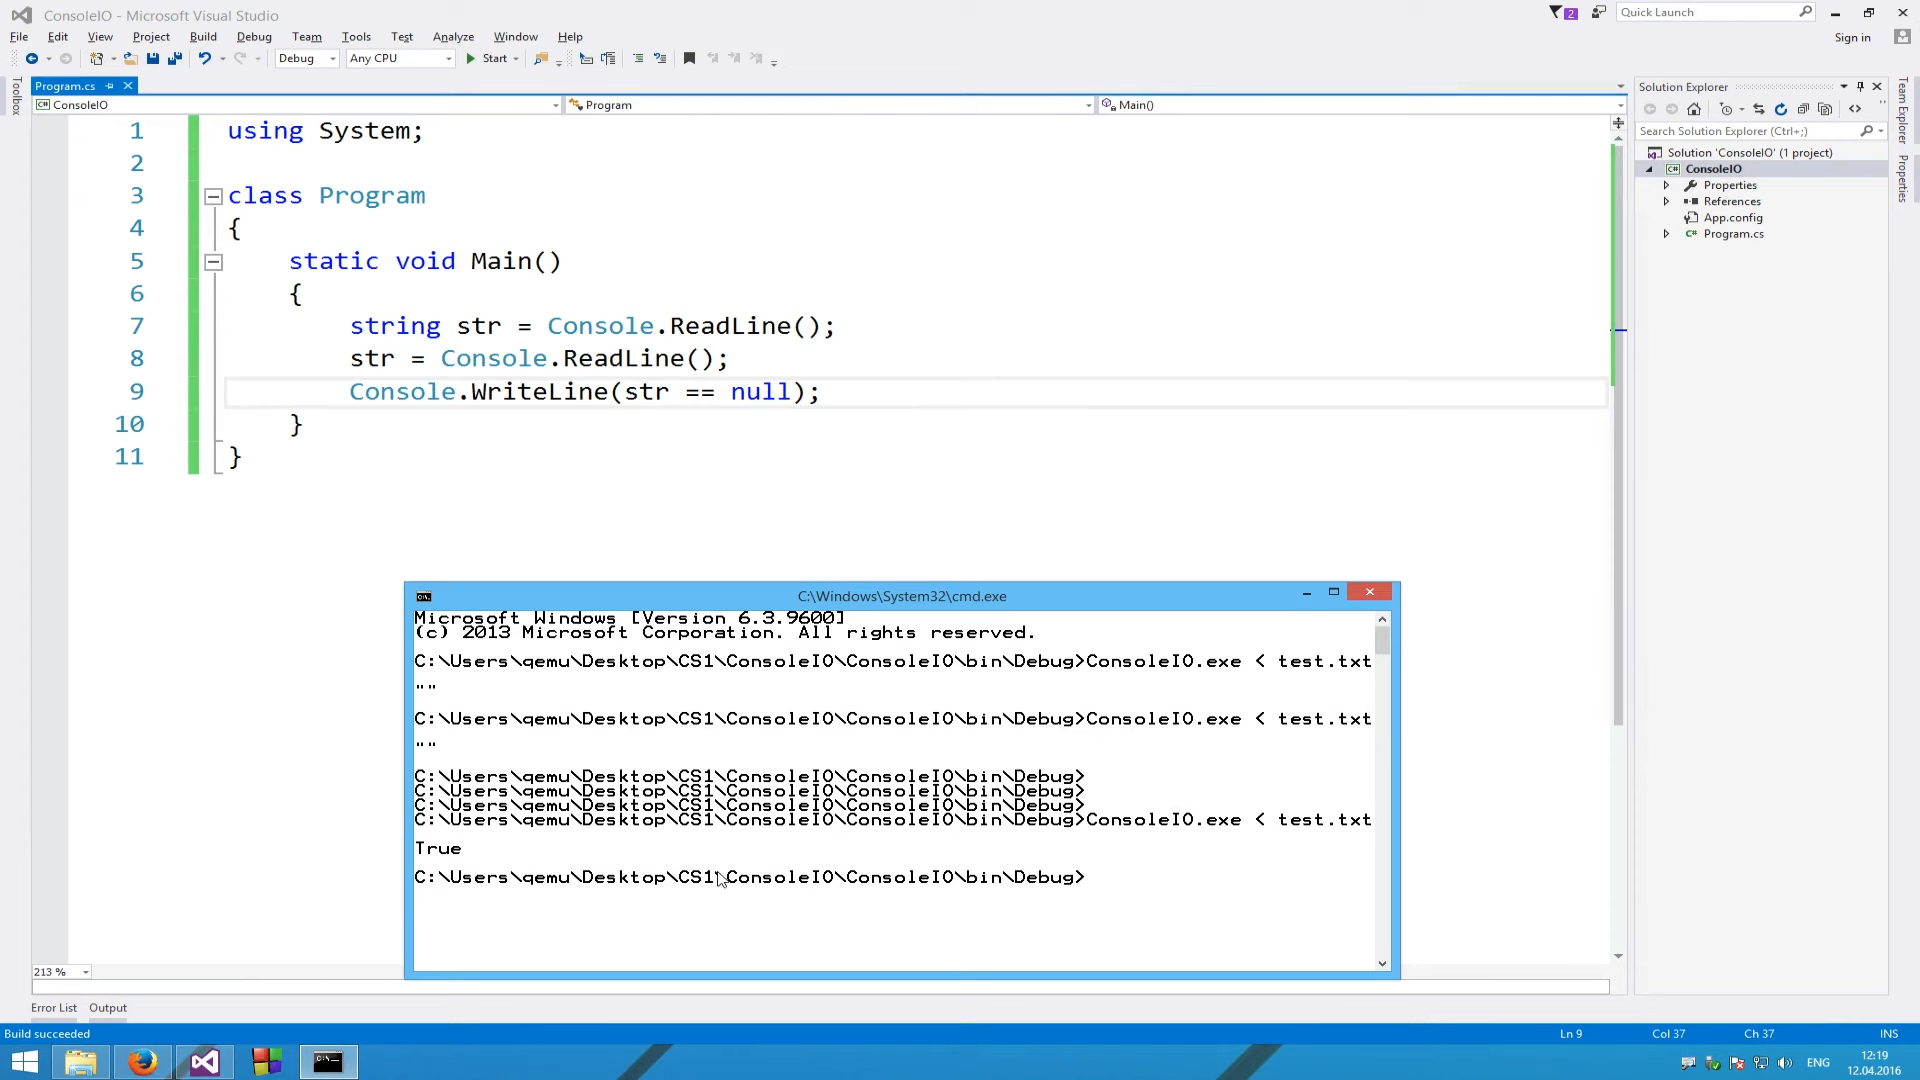 ConsoleIO - Microsoft Visual Studio
2
Quick Launch
File Edit View Project Build Debug Team Tools Test Analyze Window Help
Sign in
Debug
Any CPU
Start
Program.cs
ConsoleIO
Program
Main()
Toolbox
1 using System;
2
3 class Program
4 {
5 static void Main()
6 {
7 string str = Console.ReadLine();
8 str = Console.ReadLine();
9 Console.WriteLine(str == null);
10 }
11 }
Solution Explorer
Search Solution Explorer (Ctrl+;)
Solution 'ConsoleIO' (1 project)
ConsoleIO
Properties
References
App.config
Program.cs
Team Explorer
Properties
C:\Windows\System32\cmd.exe
Microsoft Windows [Version 6.3.9600]
(c) 2013 Microsoft Corporation. All rights reserved.
C:\Users\qemu\Desktop\CS1\ConsoleIO\ConsoleIO\bin\Debug>ConsoleIO.exe < test.txt
""
C:\Users\qemu\Desktop\CS1\ConsoleIO\ConsoleIO\bin\Debug>ConsoleIO.exe < test.txt
""
C:\Users\qemu\Desktop\CS1\ConsoleIO\ConsoleIO\bin\Debug>
C:\Users\qemu\Desktop\CS1\ConsoleIO\ConsoleIO\bin\Debug>
C:\Users\qemu\Desktop\CS1\ConsoleIO\ConsoleIO\bin\Debug>
C:\Users\qemu\Desktop\CS1\ConsoleIO\ConsoleIO\bin\Debug>ConsoleIO.exe < test.txt
True
C:\Users\qemu\Desktop\CS1\ConsoleIO\ConsoleIO\bin\Debug>
213 %
Error List Output
Build succeeded
Ln 9 Col 37 Ch 37 INS
ENG
12:19
12.04.2016